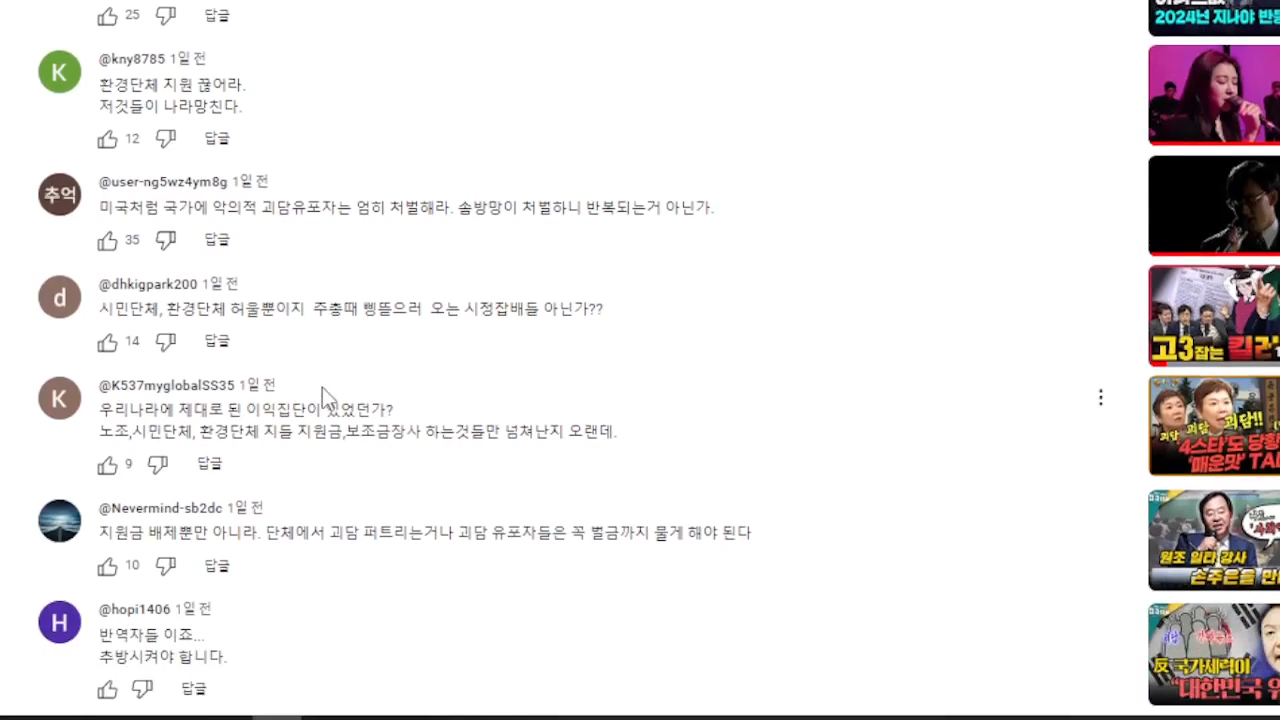 25
답글
@kny8785 1일 전
환경단체 지원 끊어라.
저것들이 나라망친다.
12
답글
추억
@user-ng5wz4ym8g 1일 전
미국처럼 국가에 악의적 괴담유포자는 엄히 처벌해라. 솜방망이 처벌하니 반복되는거 아닌가.
35
답글
@dhkigpark200 1일 전
시민단체, 환경단체 허울뿐이지 주총때 삥뜯으러 오는 시정잡배들 아닌가??
14
답글
@K537myglobalSS35 1일 전
우리나라에 제대로 된 이익집단이 있었던가?
노조,시민단체, 환경단체 지들 지원금,보조금장사 하는것들만 넘쳐난지 오랜데.
9
답글
@Nevermind-sb2dc 1일 전
지원금 배제뿐만 아니라. 단체에서 괴담 퍼트리는거나 괴담 유포자들은 꼭 벌금까지 물게 해야 된다
10
답글
@hopi1406 1일 전
반역자들 이죠...
추방시켜야 합니다.
답글
K
d
K
H
2024년 지나야
고3잡는
괴담 괴담!!
'4스타'도
'매운맛'
원조 일타 강사
손주은을
反국가세력이
"대한민국